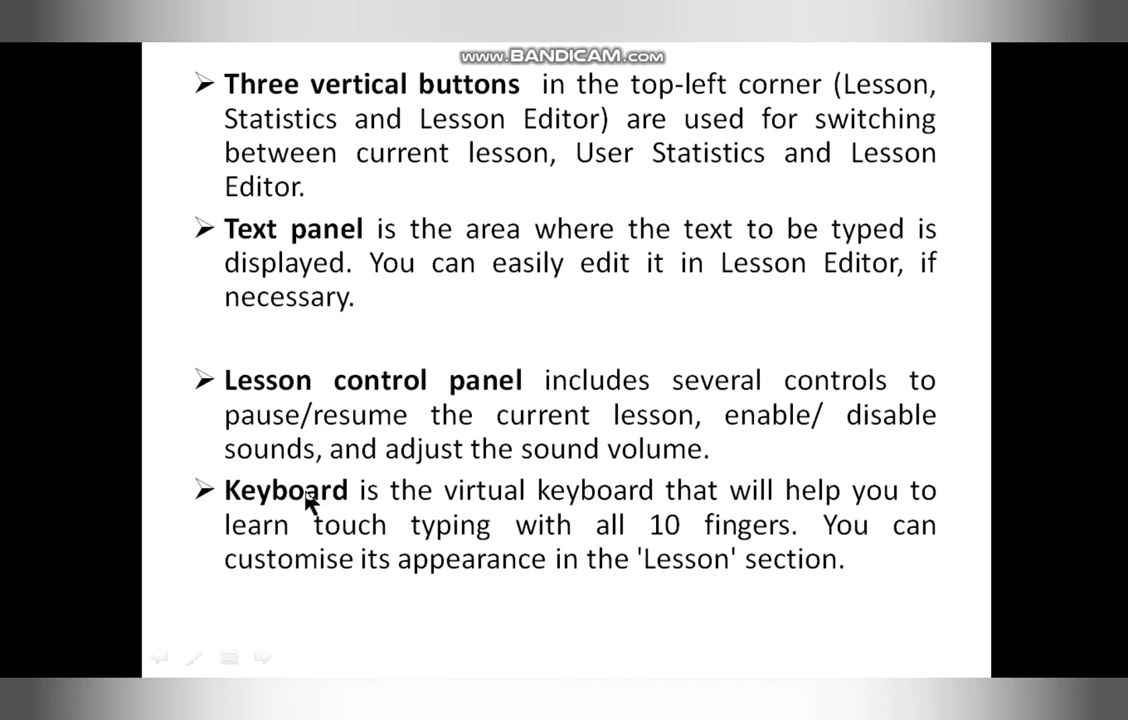 www.BANDICAM.com
➢ Three vertical buttons in the top-left corner (Lesson,
Statistics and Lesson Editor) are used for switching
between current lesson, User Statistics and Lesson
Editor.
➢ Text panel is the area where the text to be typed is
displayed. You can easily edit it in Lesson Editor, if
necessary.
➢ Lesson control panel includes several controls to
pause/resume the current lesson, enable/ disable
sounds, and adjust the sound volume.
➢ Keyboard is the virtual keyboard that will help you to
learn touch typing with all 10 fingers. You can
customise its appearance in the 'Lesson' section.